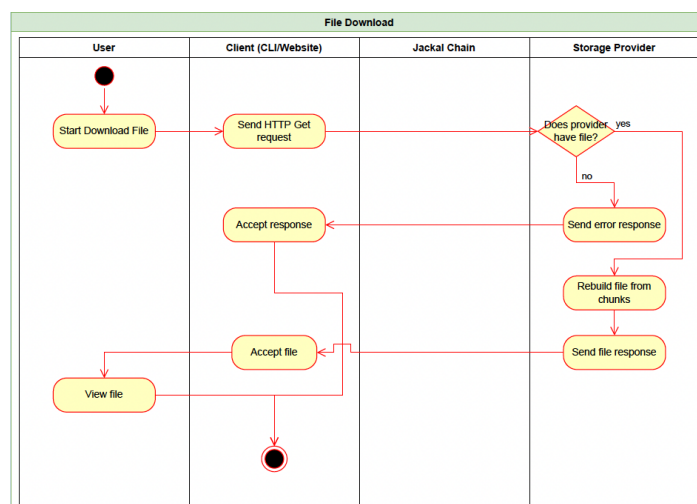 File Download
User
Client (CLI/Website)
Jackal Chain
Storage Provider
Start Download File
Send HTTP Get
request
Does provider
have file?
yes
no
Accept response
Send error response
Rebuild file from
chunks
Accept file
Send file response
View file